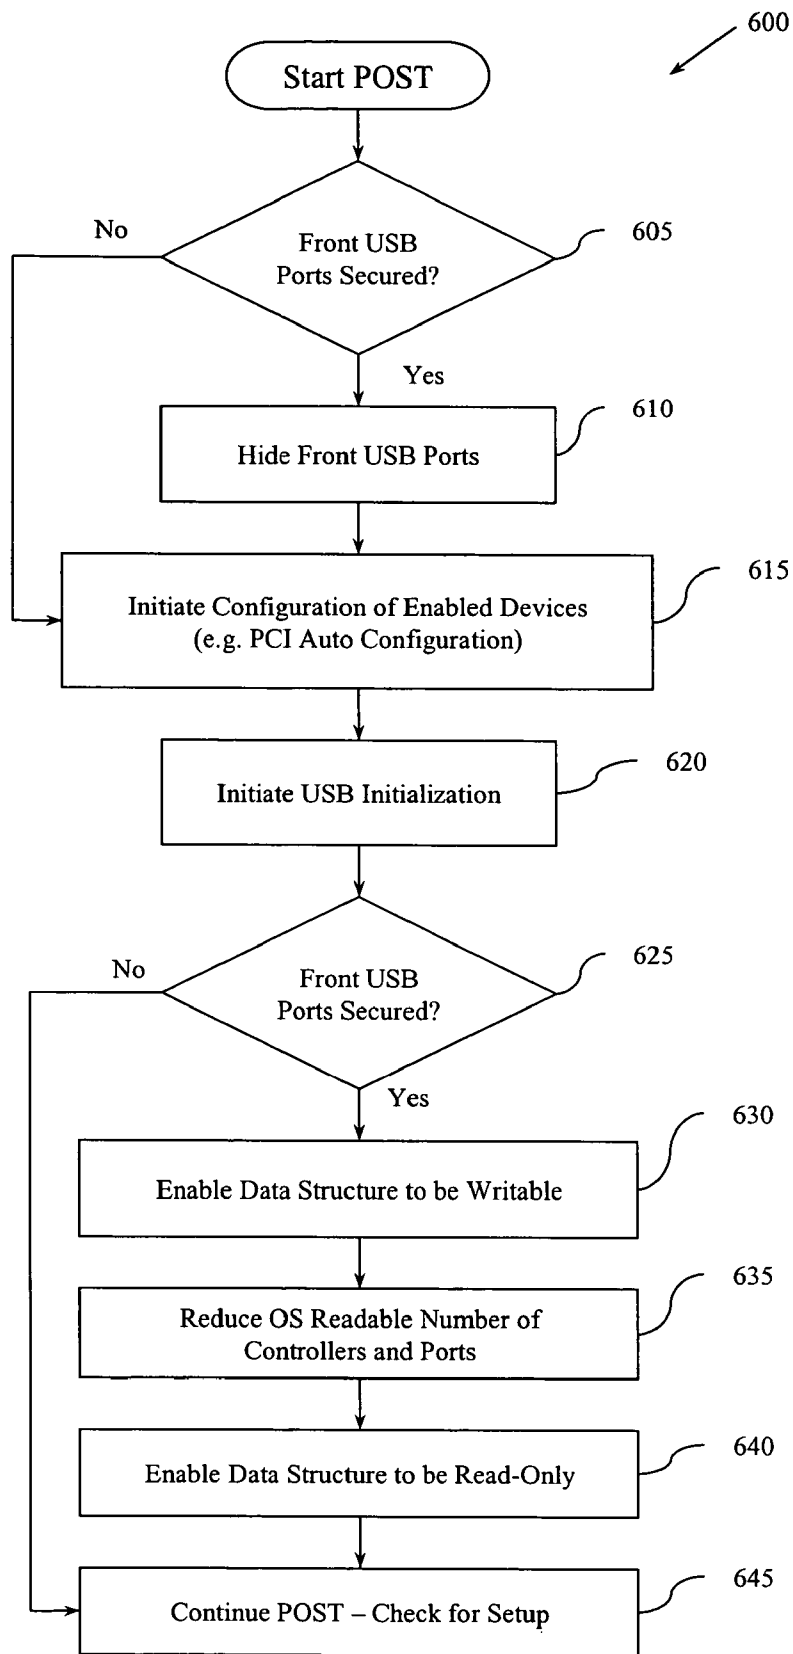 600
Start POST
No
Front USB
Ports Secured?
605
Yes
Hide Front USB Ports
610
Initiate Configuration of Enabled Devices
(e.g. PCI Auto Configuration)
615
Initiate USB Initialization
620
No
Front USB
Ports Secured?
625
Yes
Enable Data Structure to be Writable
630
Reduce OS Readable Number of
Controllers and Ports
635
Enable Data Structure to be Read-Only
640
Continue POST – Check for Setup
645